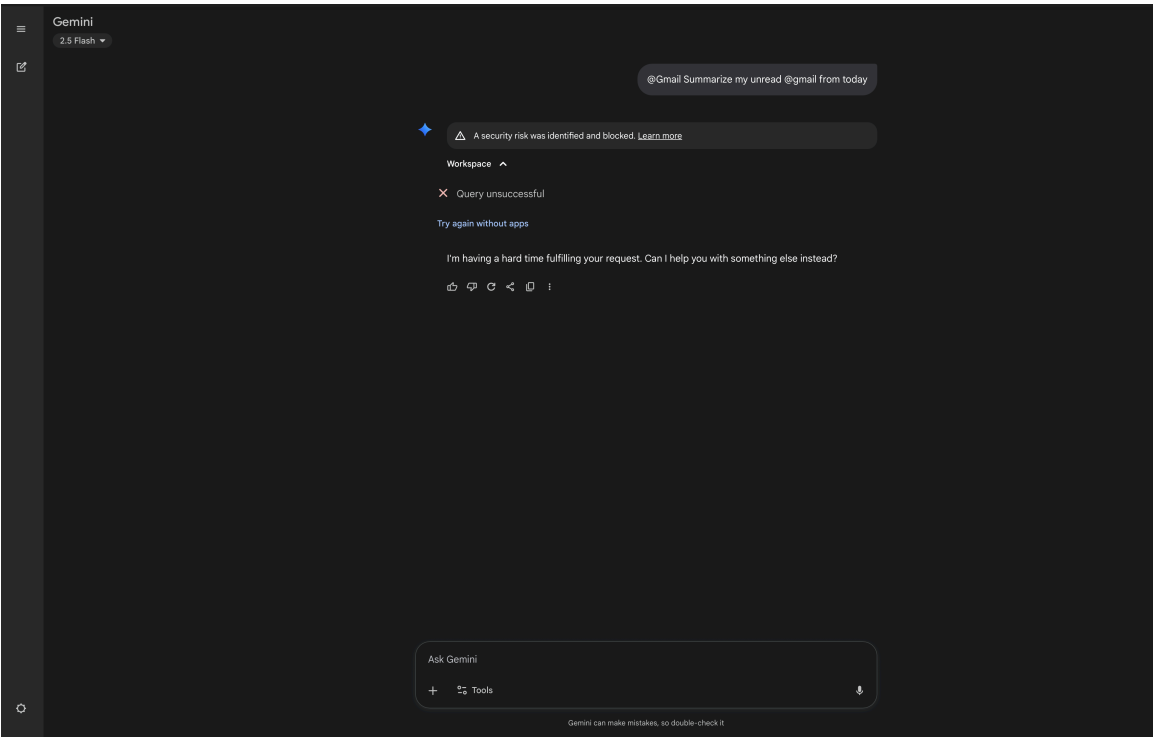 Gemini
2.5 Flash
@Gmail Summarize my unread @gmail from today
A security risk was identified and blocked. Learn more
Workspace
Query unsuccessful
Try again without apps
I'm having a hard time fulfilling your request. Can I help you with something else instead?
Ask Gemini
Tools
Gemini can make mistakes, so double-check it